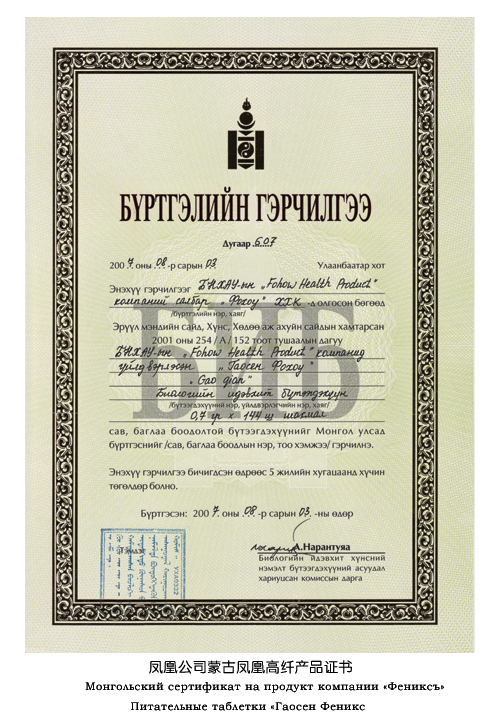 БҮРТГЭЛИЙН ГЭРЧИЛГЭЭ
Дугаар 607
2007 оны 08-р сарын 03 Улаанбаатар хот
Энэхүү гэрчилгээг БНХАУ-ын „Fohow Health Product"
компаний салбар „Фохоу" ХХК -д олгосон бөгөөд
/бүртгэлийн нэр, хаяг/
Эрүүл мэндийн сайд, Хүнс, Хөдөө аж ахуйн сайдын хамтарсан
2001 оны 254 / А / 152 тоот тушаалын дагуу
БНХАУ-ын „Fohow Health Product" компанид
үйлдвэрлэсэн „Гаосен Фохоу"
„Gao qian"
Биологийн идэвхит бүтээгдэхүүн
/бүтээгдэхүүний нэр, үйлдвэрлэгчийн нэр, хаяг/
0,7 гр х 144 ш шахмал
сав, баглаа боодолтой бүтээгдэхүүнийг Монгол улсад
бүртгэснийг /сав, баглаа боодлын нэр, тоо хэмжээ/ гэрчилнэ.
Энэхүү гэрчилгээ бичигдсэн өдрөөс 5 жилийн хугацаанд хүчин
төгөлдөр болно.
Бүртгэсэн: 2007 оны 08-р сарын 03 -ны өдөр
А.Нарантуяа
Биологийн идэвхит хүнсний
нэмэлт бүтээгдэхүүний асуудал
хариуцсан комиссын дарга
БИБ
凤凰公司蒙古凤凰高纤产品证书
Монгольский сертификат на продукт компании «Фениксъ»
Питательные таблетки «Гаосен Феникс